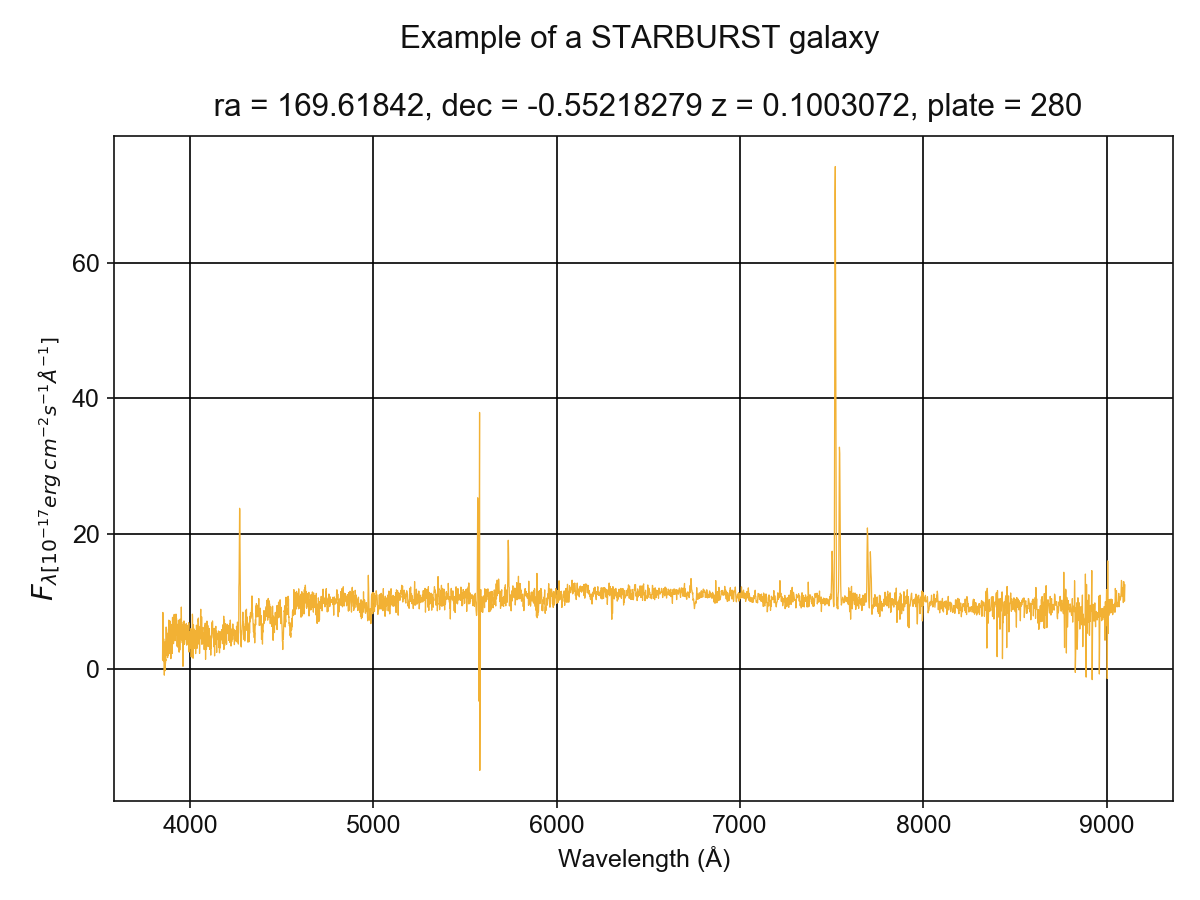 Example of a STARBURST galaxy
ra = 169.61842, dec = -0.55218279 z = 0.1003072, plate = 280
60
40
20
0
F_{λ[10^{-17}erg cm^{-2}s^{-1}Å^{-1}]}
4000 5000 6000 7000 8000 9000
Wavelength (Å)